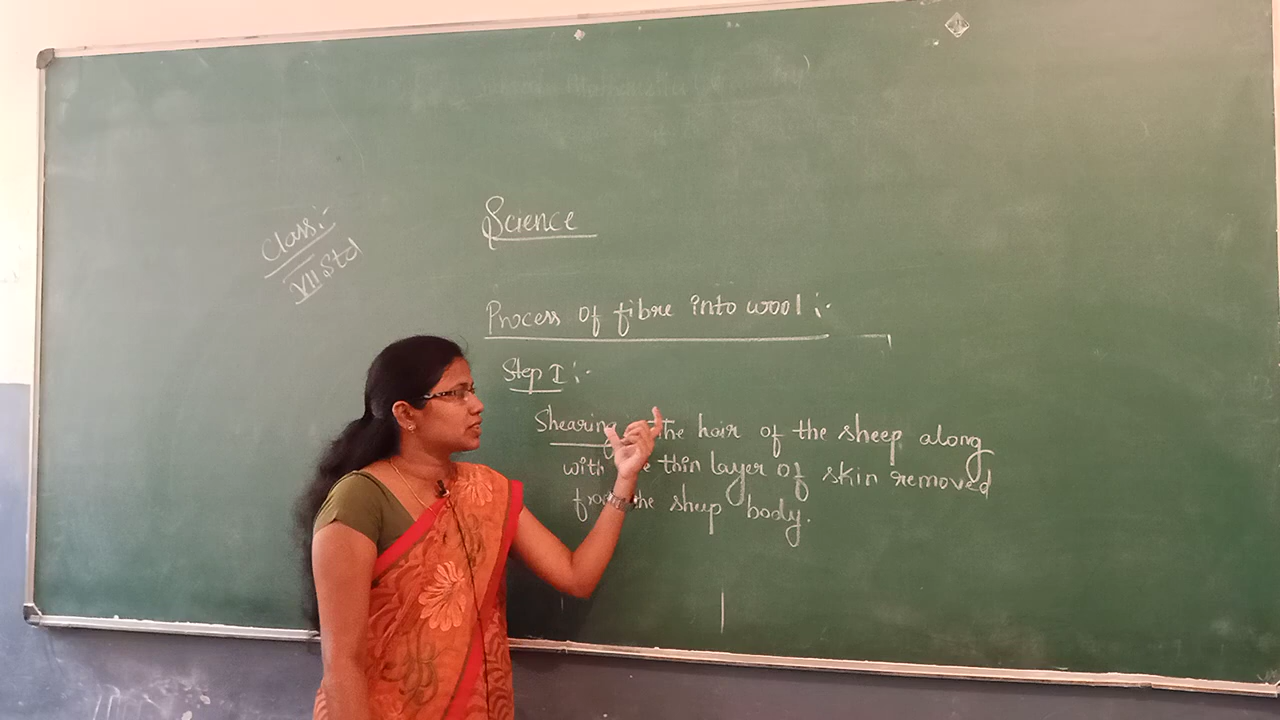 Class:-
VII Std
Science
Process of fibre into wool:-
Step I:-
Shearing the hair of the sheep along
with thin layer of skin removed
from the sheep body.